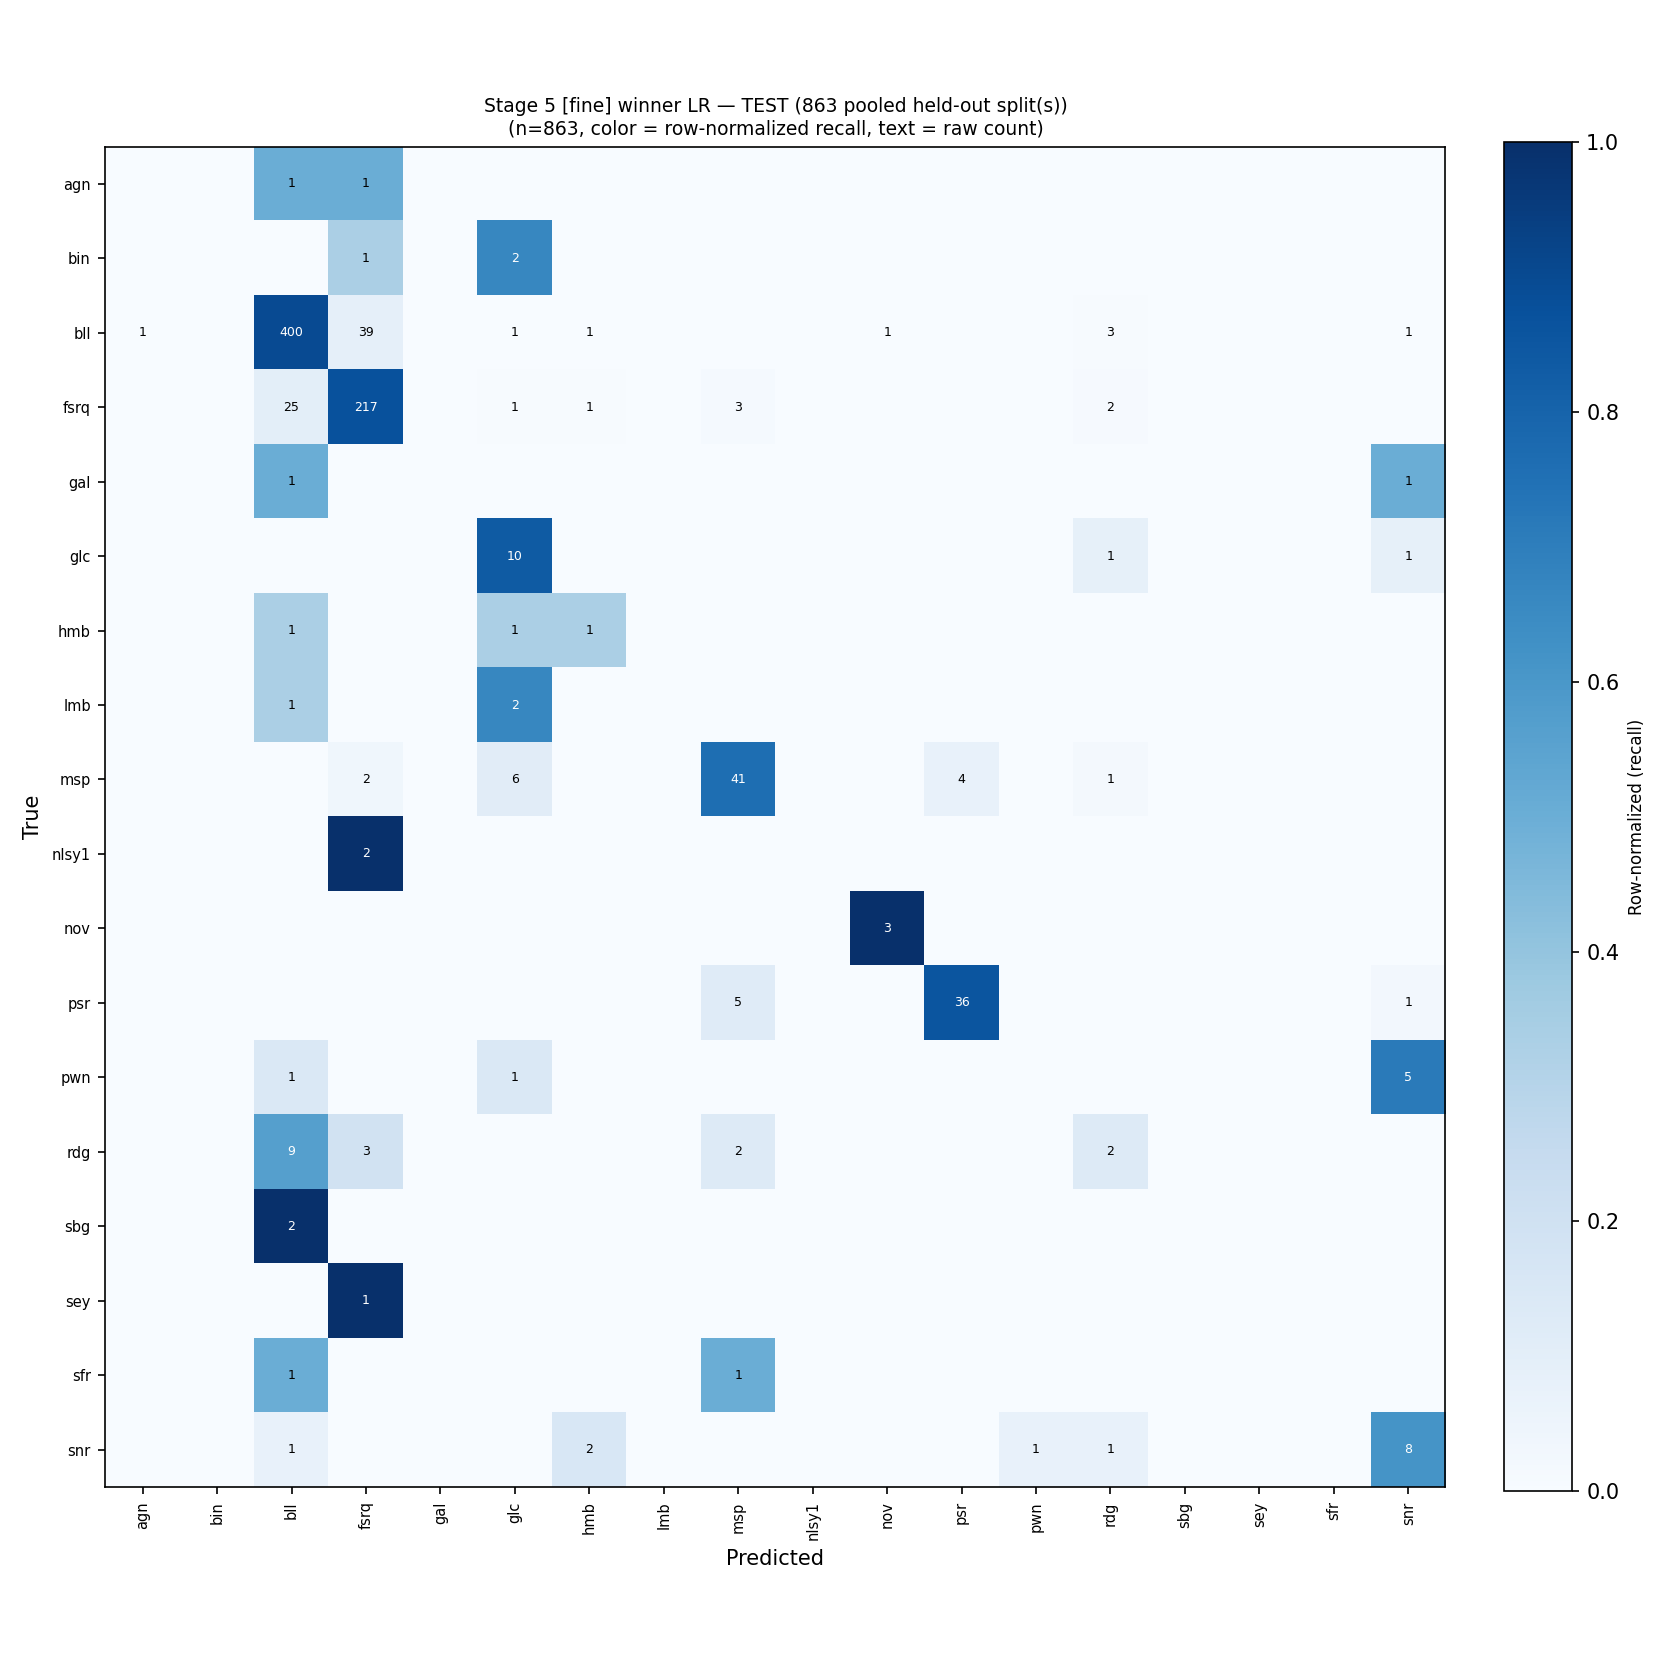 Stage 5 [fine] winner LR — TEST (863 pooled held-out split(s))
(n=863, color = row-normalized recall, text = raw count)
True
agn 1 1
bin 1 2
bll 1 400 39 1 1 1 3 1
fsrq 25 217 1 1 3 2
gal 1 1
glc 10 1 1
hmb 1 1 1
lmb 1 2
msp 2 6 41 4 1
nlsy1 2
nov 3
psr 5 36 1
pwn 1 1 5
rdg 9 3 2 2
sbg 2
sey 1
sfr 1 1
snr 1 2 1 1 8
agn bin bll fsrq gal glc hmb lmb msp nlsy1 nov psr pwn rdg sbg sey sfr snr
Predicted
1.0
0.8
0.6
0.4
0.2
0.0
Row-normalized (recall)